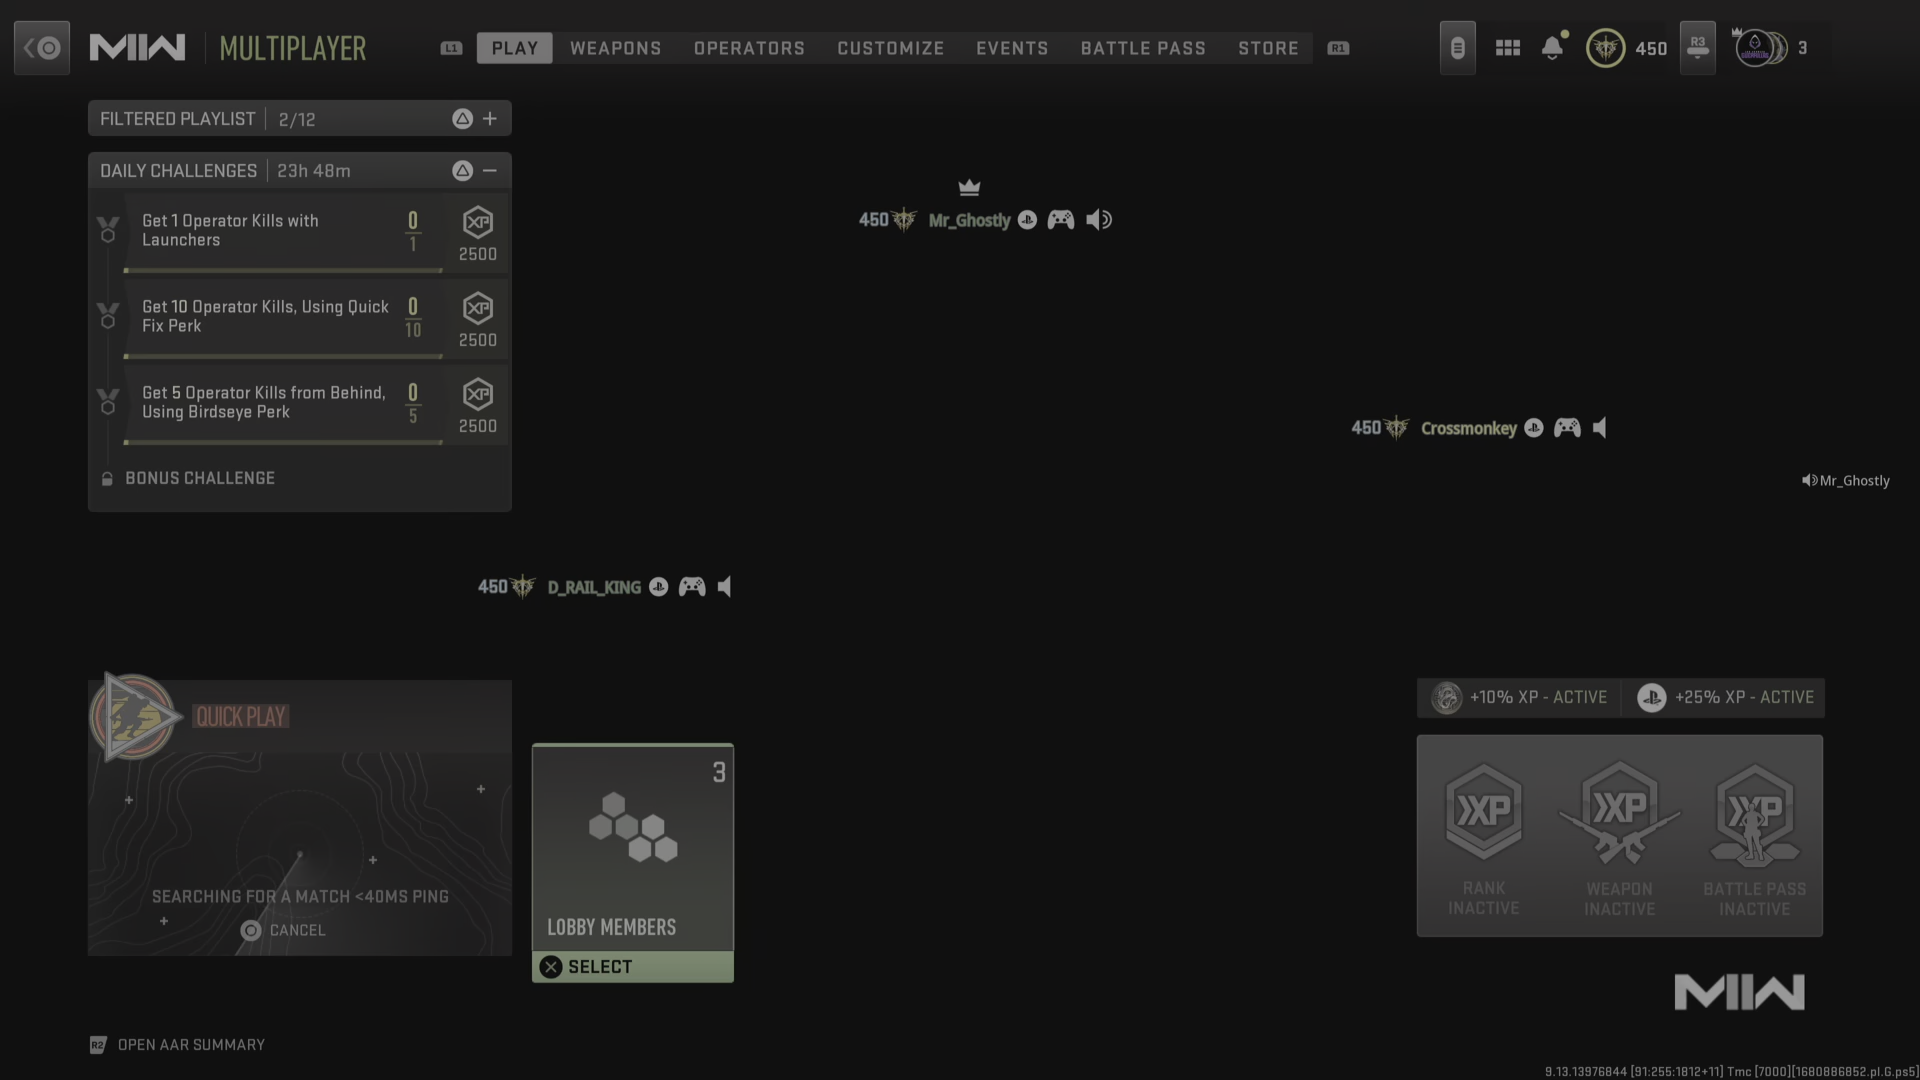 MW MULTIPLAYER
L1 PLAY WEAPONS OPERATORS CUSTOMIZE EVENTS BATTLE PASS STORE R1
450 R3 3
FILTERED PLAYLIST 2/12
DAILY CHALLENGES 23h 48m
Get 1 Operator Kills with
Launchers
0
1
XP
2500
Get 10 Operator Kills, Using Quick
Fix Perk
0
10
XP
2500
Get 5 Operator Kills from Behind,
Using Birdseye Perk
0
5
XP
2500
BONUS CHALLENGE
450 Mr_Ghostly
450 Crossmonkey
Mr_Ghostly
450 D_RAIL_KING
QUICK PLAY
SEARCHING FOR A MATCH <40MS PING
CANCEL
3
LOBBY MEMBERS
SELECT
+10% XP - ACTIVE
+25% XP - ACTIVE
XP
RANK
INACTIVE
XP
WEAPON
INACTIVE
XP
BATTLE PASS
INACTIVE
MW
R2 OPEN AAR SUMMARY
9.13.13976844 [91:255:1812+11] Tmc [7000][1680886852.pl.G.ps5]